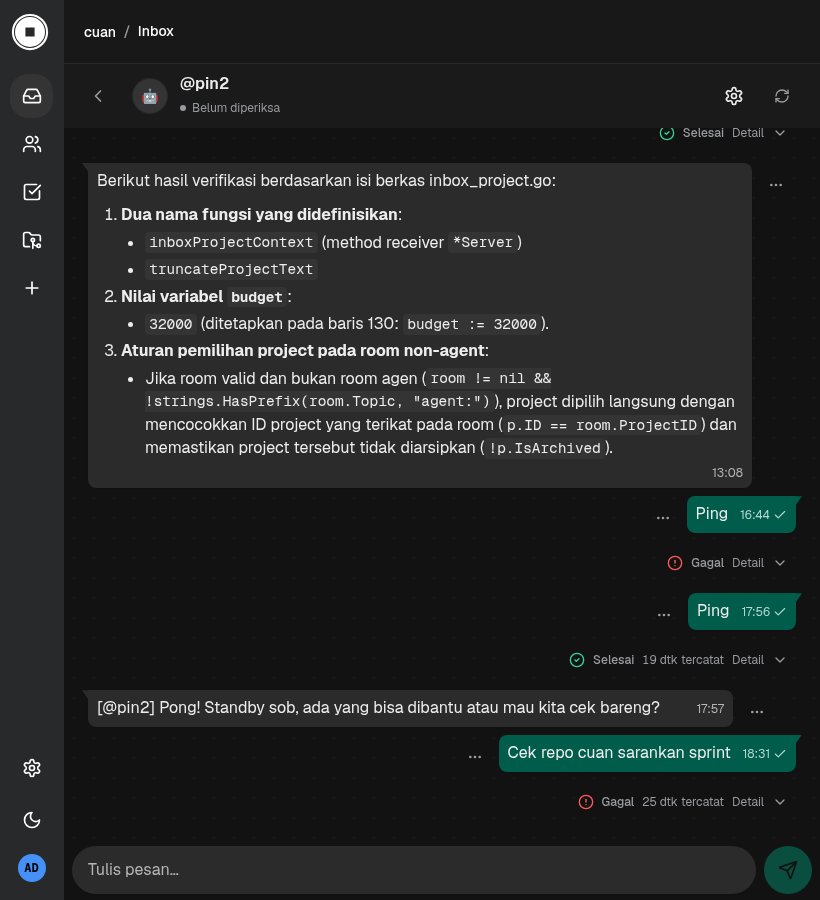 cuan / Inbox
@pin2
Belum diperiksa
Selesai Detail
Berikut hasil verifikasi berdasarkan isi berkas inbox_project.go:
1. Dua nama fungsi yang didefinisikan:
• inboxProjectContext (method receiver *Server)
• truncateProjectText
2. Nilai variabel budget:
• 32000 (ditetapkan pada baris 130: budget := 32000).
3. Aturan pemilihan project pada room non-agent:
• Jika room valid dan bukan room agen (room != nil &&
!strings.HasPrefix(room.Topic, "agent:")), project dipilih langsung dengan
mencocokkan ID project yang terikat pada room (p.ID == room.ProjectID) dan
memastikan project tersebut tidak diarsipkan (!p.IsArchived).
13:08
Ping 16:44
Gagal Detail
Ping 17:56
Selesai 19 dtk tercatat Detail
[@pin2] Pong! Standby sob, ada yang bisa dibantu atau mau kita cek bareng? 17:57
Cek repo cuan sarankan sprint 18:31
Gagal 25 dtk tercatat Detail
AD
Tulis pesan...